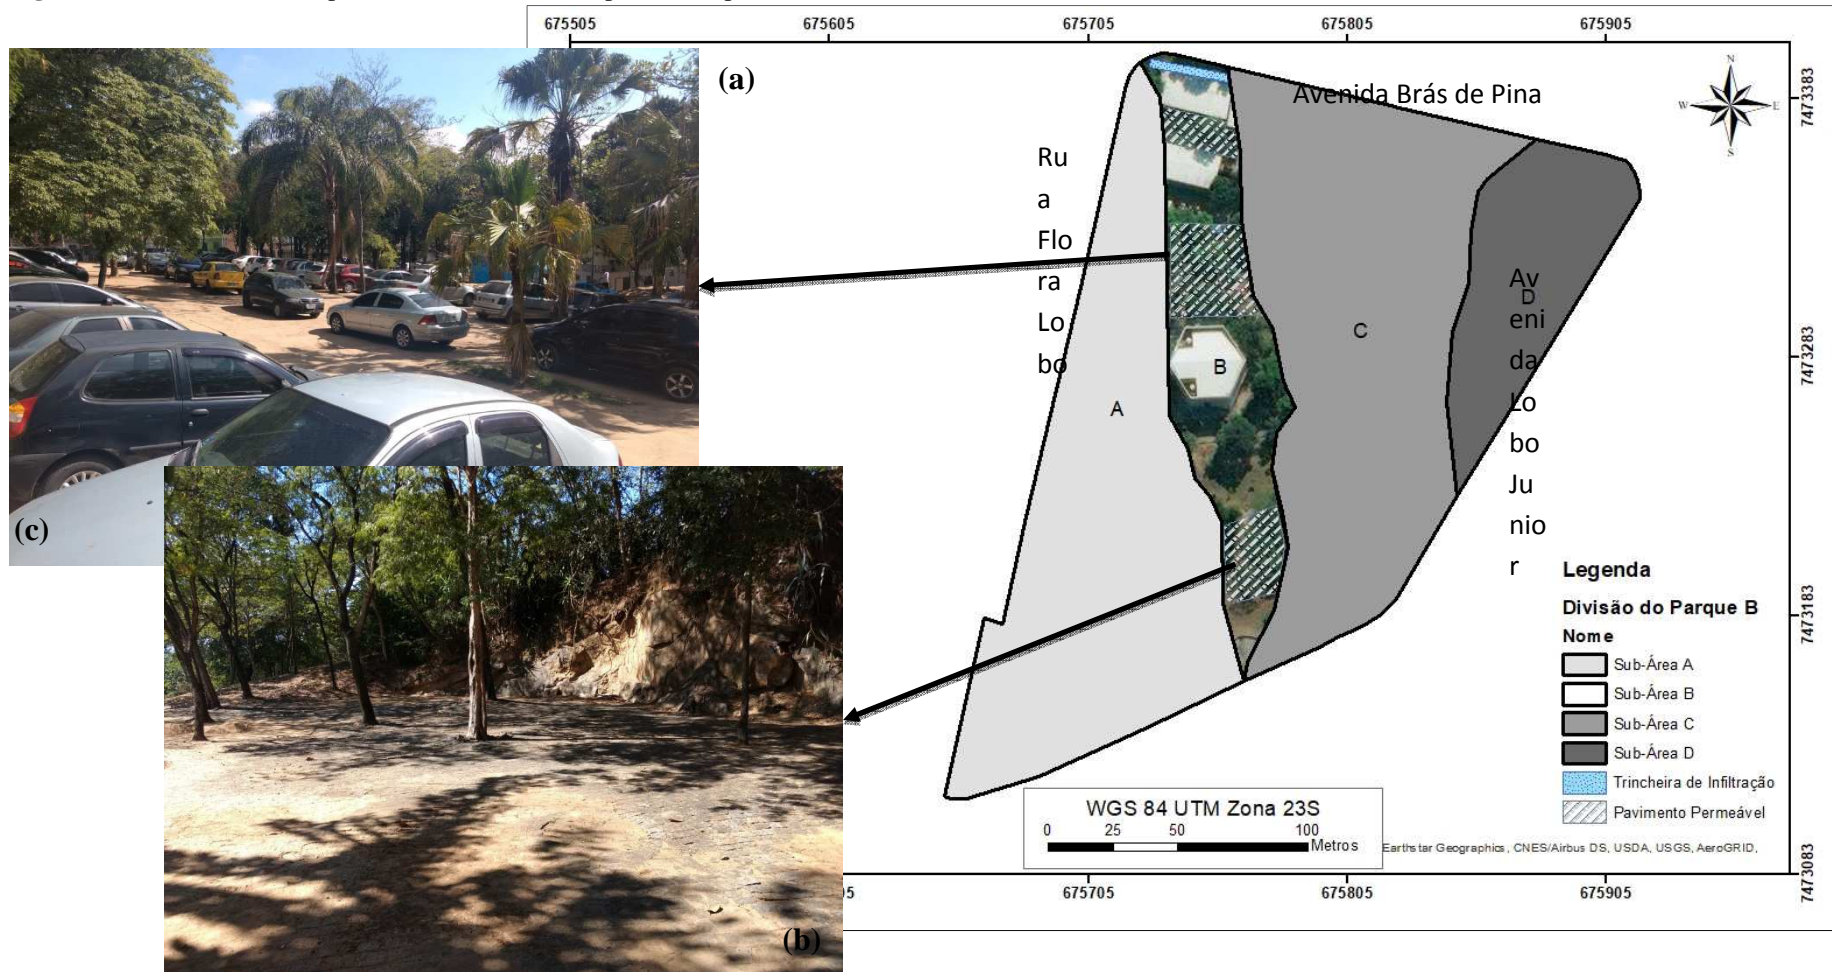 675505
675605
675705
675805
675905
(a)
Avenida Brás de Pina
N
W
E
S
7473383
Ru
a
Flo
ra
Lo
bo
Av
D
eni
da
Lo
bo
Ju
nio
r
C
B
A
7473283
(c)
Legenda
Divisão do Parque B
Nome
Sub-Área A
Sub-Área B
Sub-Área C
Sub-Área D
Trincheira de Infiltração
Pavimento Permeável
7473183
WGS 84 UTM Zona 23S
0 25 50 100
Metros
Earthstar Geographics, CNES/Airbus DS, USDA, USGS, AeroGRID,
7473083
05
675705
675805
675905
(b)